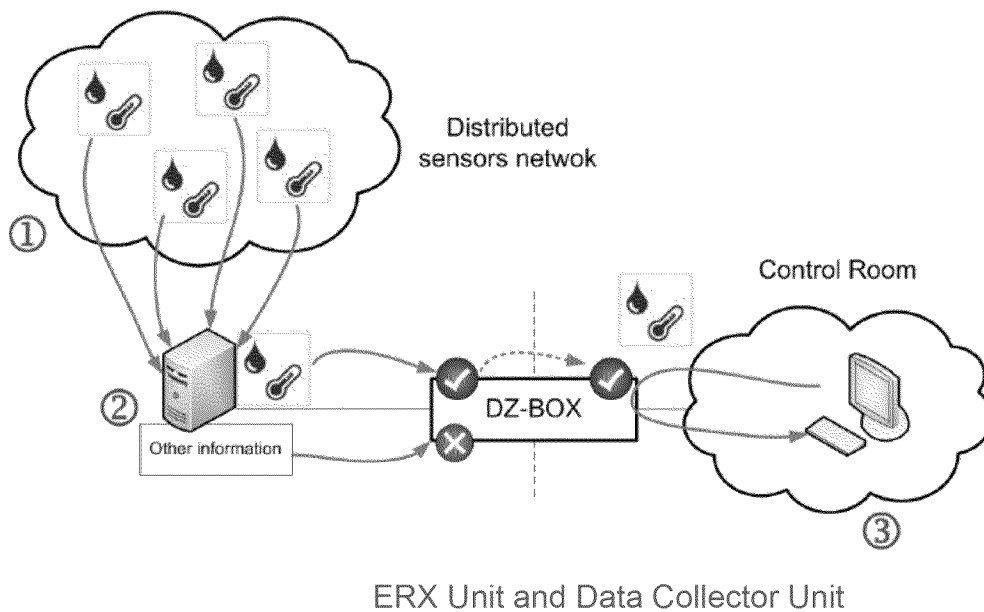 Distributed
sensors netwok
①
Control Room
②
DZ-BOX
Other information
③
ERX Unit and Data Collector Unit